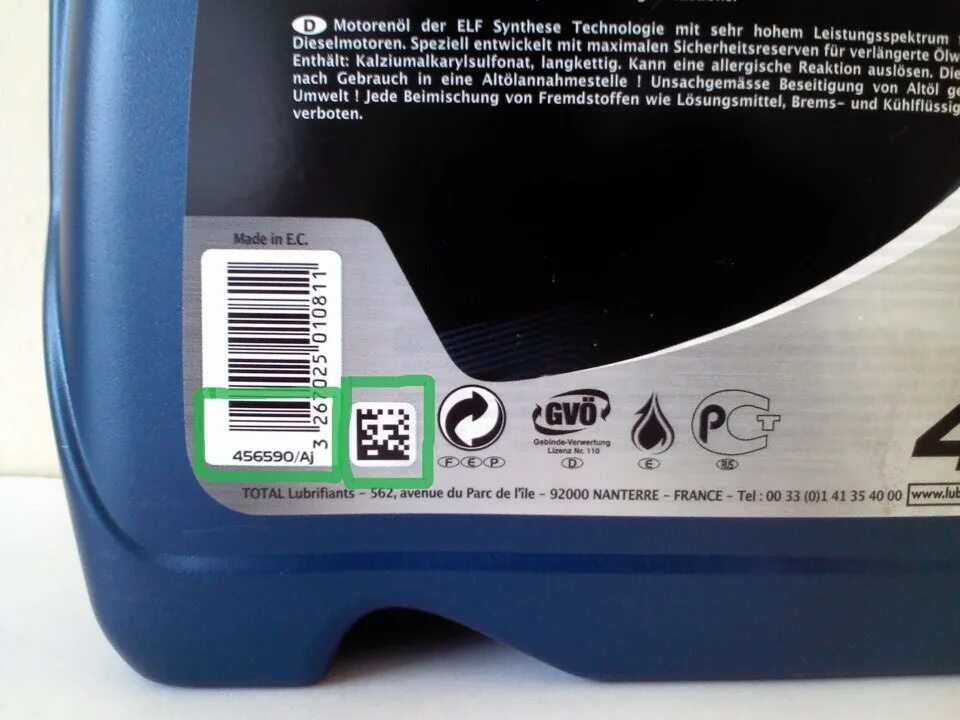 D Motorenöl der ELF Synthese Technologie mit sehr hohem Leistungsspektrum
Dieselmotoren. Speziell entwickelt mit maximalen Sicherheitsreserven für verlängerte Ölw
Enthält: Kalziumalkarylsulfonat, langkettig. Kann eine allergische Reaktion auslösen. Die
nach Gebrauch in eine Altölannahmestelle ! Unsachgemässe Beseitigung von Altöl ge
Umwelt ! Jede Beimischung von Fremdstoffen wie Lösungsmittel, Brems- und Kühlflüssig
verboten.
Made in E.C.
3 267025 010811
456590/Aj
GVÖ
Gebinde-Verwertung
Lizenz Nr. 110
F E P
D
E
PCT
TOTAL Lubrifiants - 562, avenue du Parc de l'île - 92000 NANTERRE - FRANCE - Tel : 00 33 (0)1 41 35 40 00
www.lub